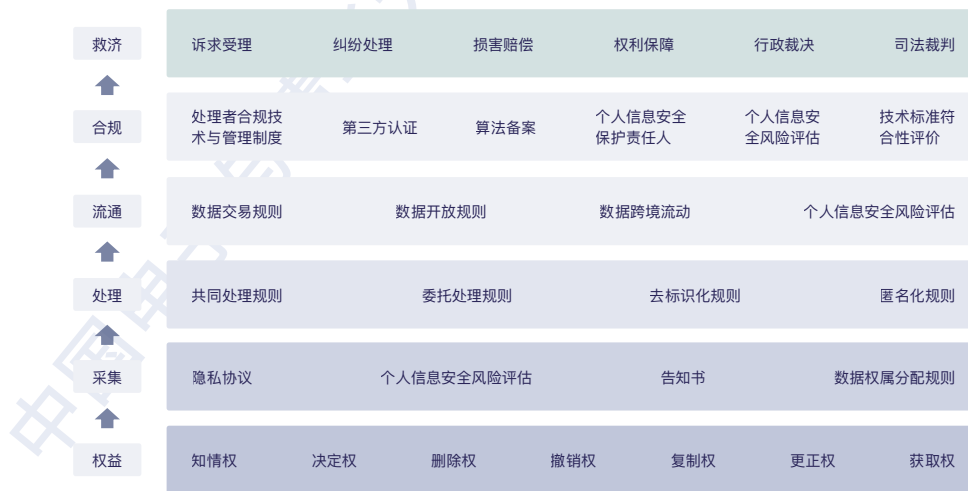 救济
诉求受理
纠纷处理
损害赔偿
权利保障
行政裁决
司法裁判
合规
处理者合规技
术与管理制度
第三方认证
算法备案
个人信息安全
保护责任人
个人信息安
全风险评估
技术标准符
合性评价
流通
数据交易规则
数据开放规则
数据跨境流动
个人信息安全风险评估
处理
共同处理规则
委托处理规则
去标识化规则
匿名化规则
采集
隐私协议
个人信息安全风险评估
告知书
数据权属分配规则
权益
知情权
决定权
删除权
撤销权
复制权
更正权
获取权
中国电